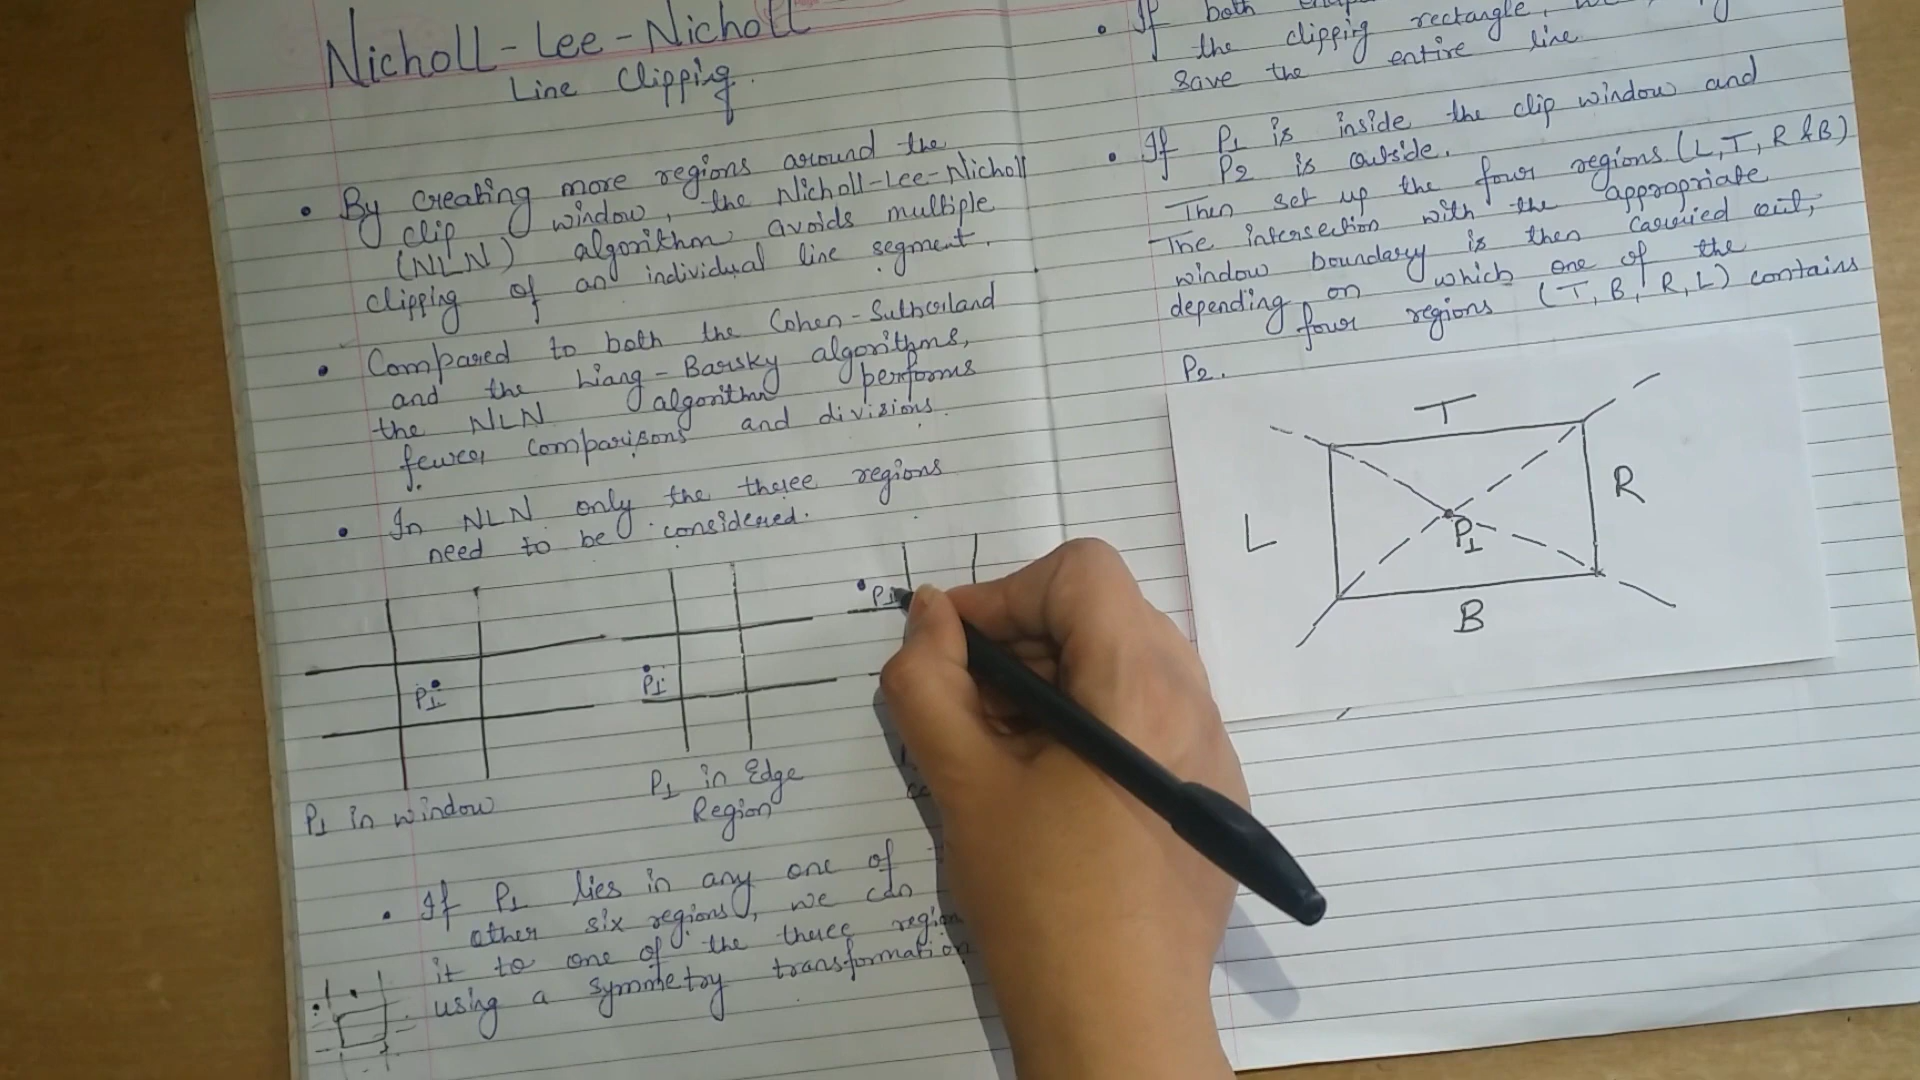 Nicholl-Lee-Nicholl
Line Clipping.
• By creating more regions around the
clip window, the Nicholl-Lee-Nicholl
(NLN) algorithm avoids multiple
clipping of an individual line segment.
• Compared to both the Cohen-Sutherland
and the Liang-Barsky algorithms,
the NLN algorithm performs
fewer comparisons and divisions.
• In NLN only the three regions
need to be considered.
P1
P1
P1
P1 in window
P1 in Edge
Region
• If P1 lies in any one of
other six regions, we can
it to one of the three region
using a symmetry transformation
• If both
the clipping rectangle,
save the entire line
• If P1 is inside the clip window and
P2 is outside.
Then set up the four regions (L, T, R & B)
The intersection with the appropriate
window boundary is then carried out,
depending on which one of the
four regions (T, B, R, L) contains
P2.
T
L
R
P1
B